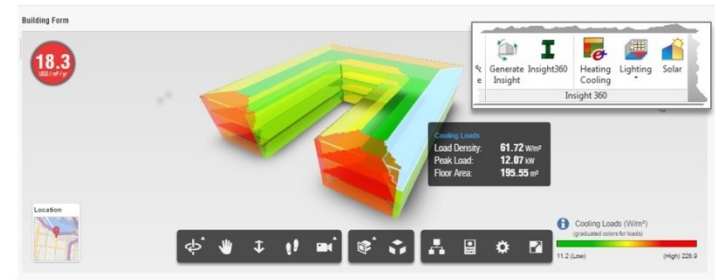 Building Form
18.3
USD / m² / yr
Generate
Insight
Insight360
Heating
Cooling
Lighting
Solar
Insight 360
Cooling Loads
Load Density: 61.72 W/m²
Peak Load: 12.07 kW
Floor Area: 195.55 m²
Location
Cooling Loads (W/m²)
(graduated colors for loads)
11.2 (Low) (High) 228.9